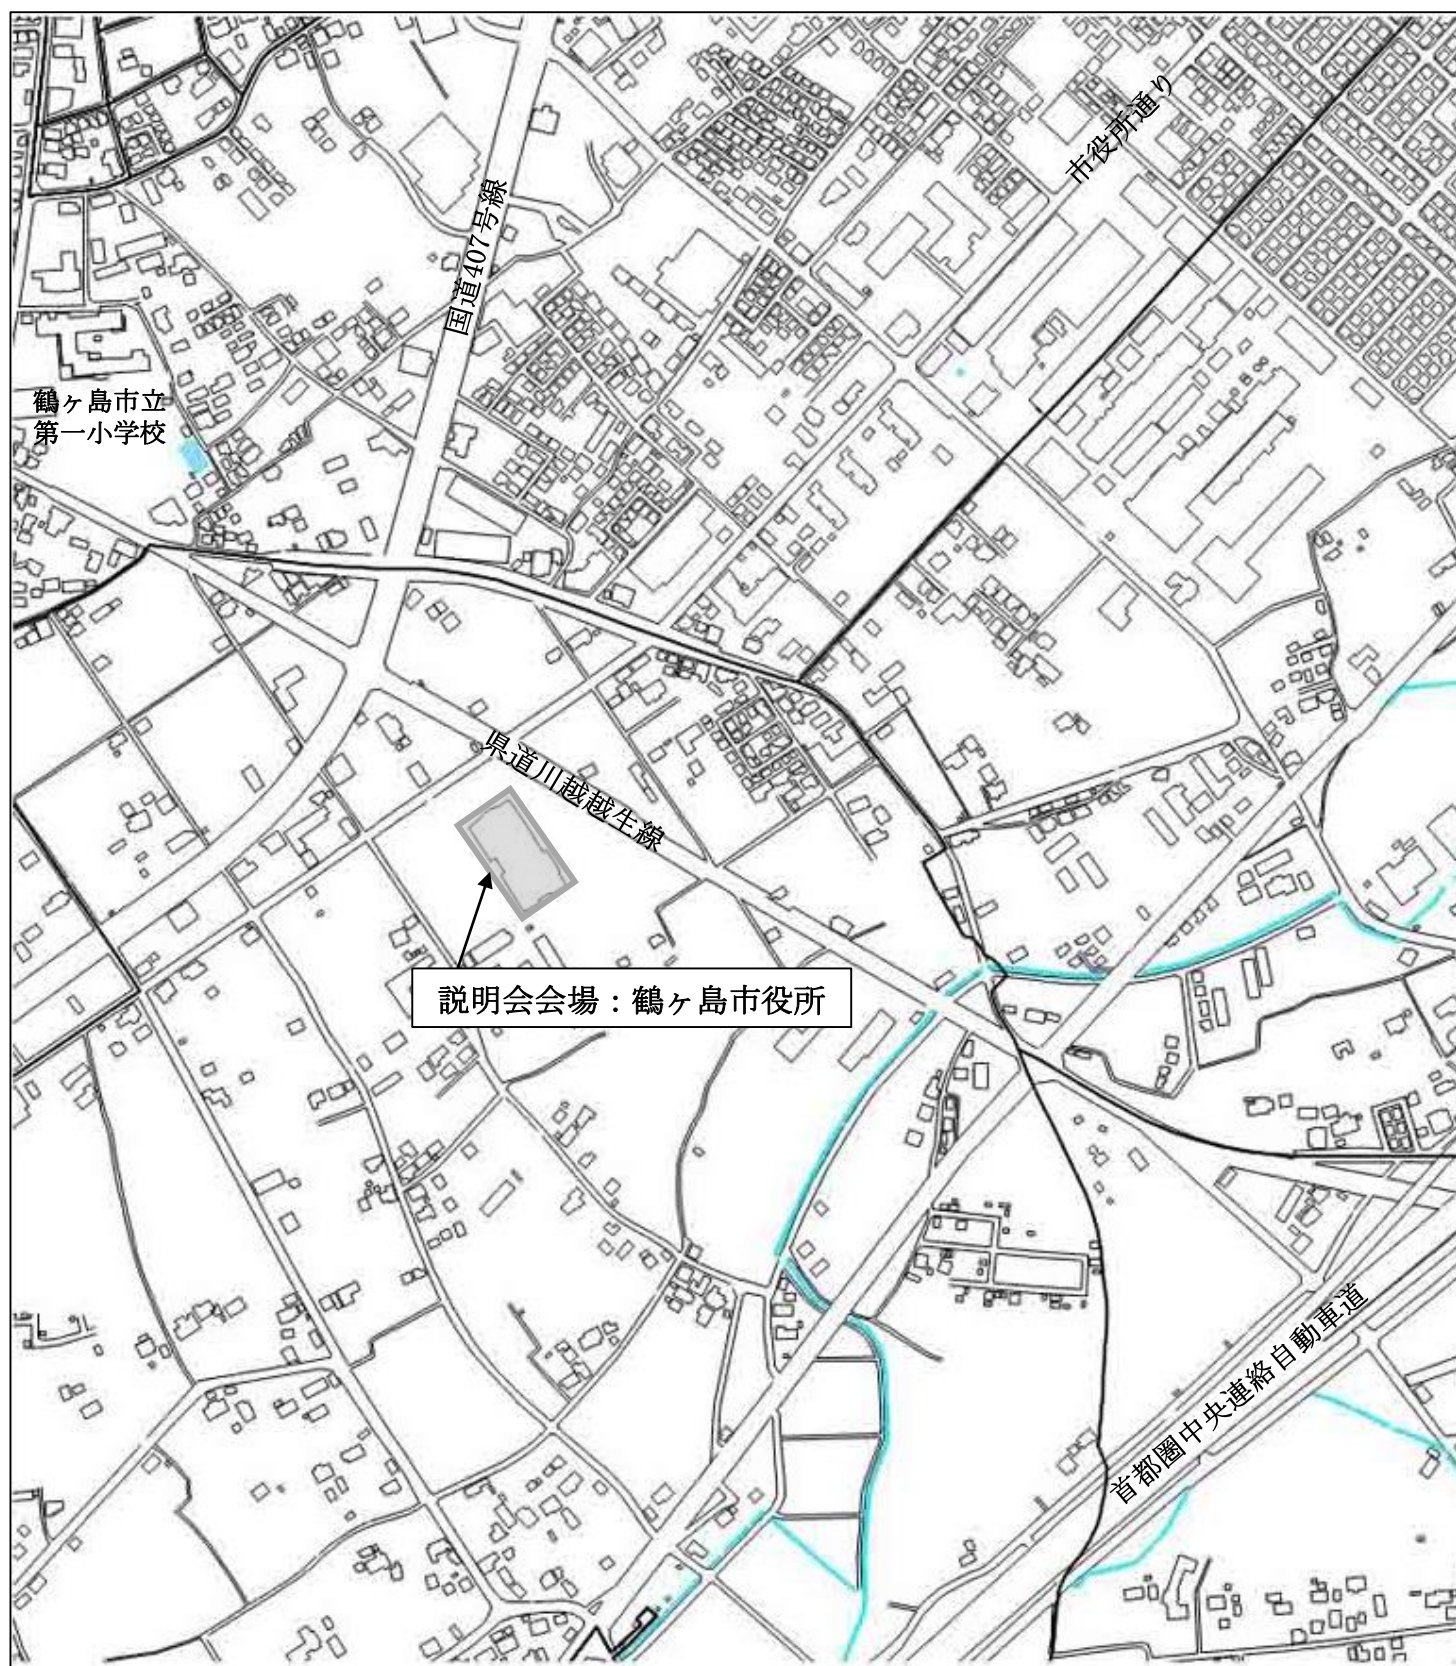 市役所通り
国道407号線
鶴ヶ島市立
第一小学校
県道川越越生線
説明会会場：鶴ヶ島市役所
首都圏中央連絡自動車道